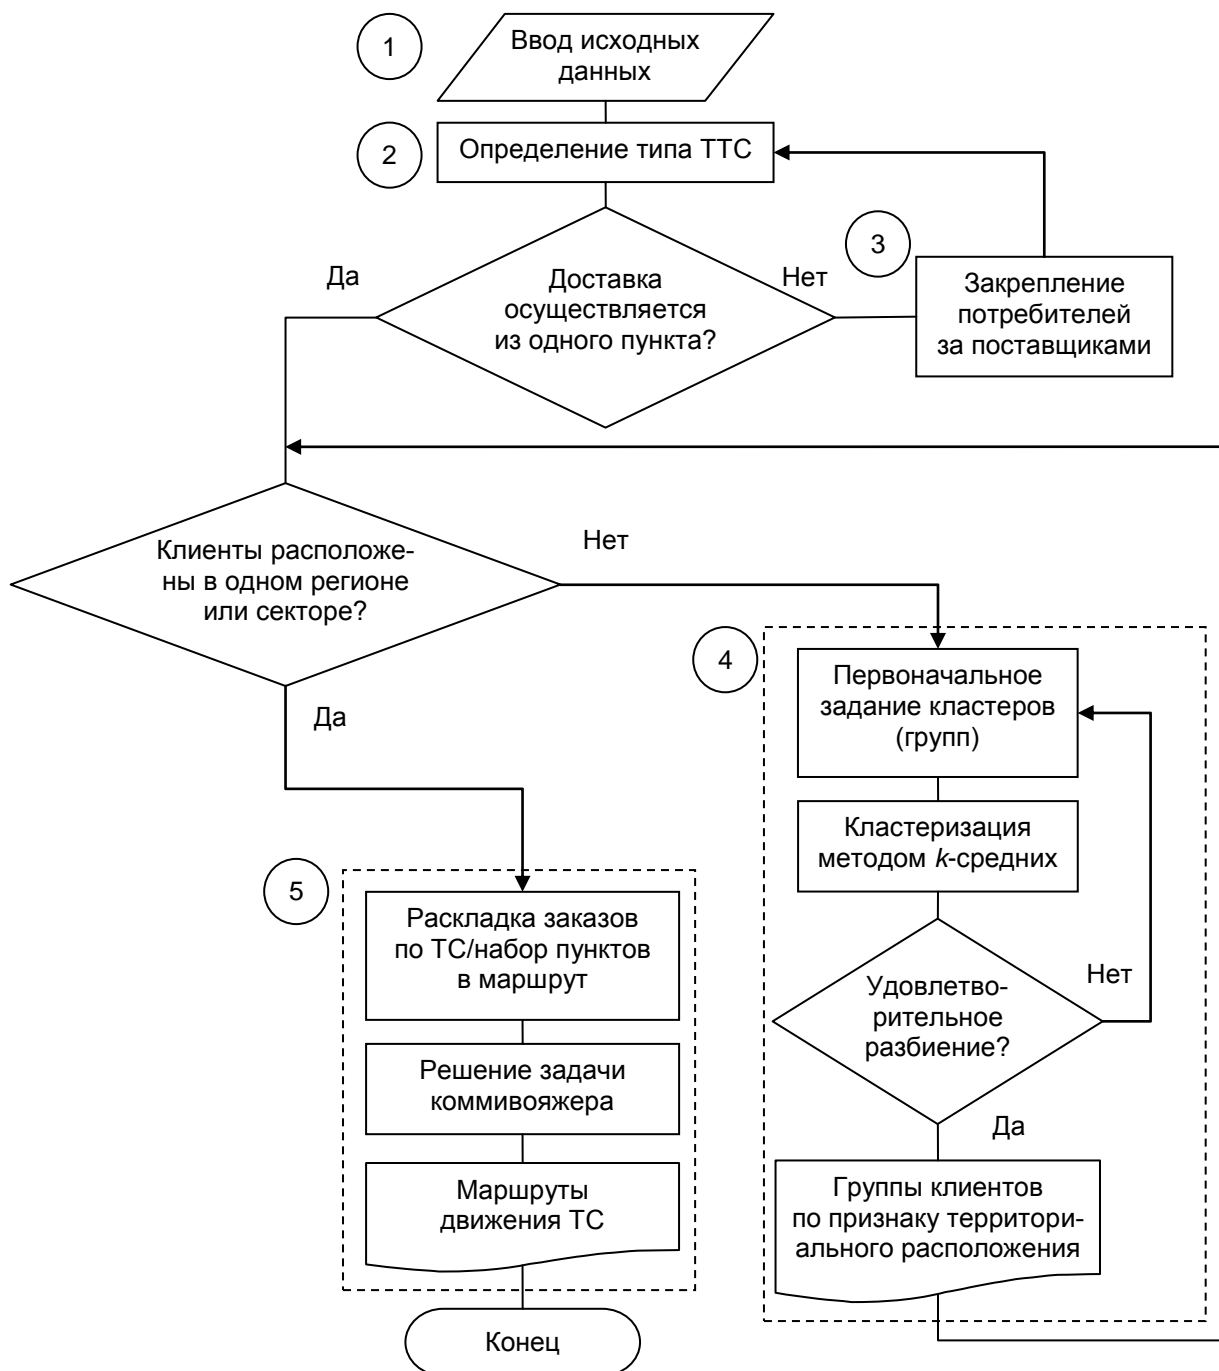 1
Ввод исходных
данных
2
Определение типа ТТС
3
Да
Доставка
осуществляется
из одного пункта?
Нет
Закрепление
потребителей
за поставщиками
Клиенты расположе-
ны в одном регионе
или секторе?
Нет
Да
4
Первоначальное
задание кластеров
(групп)
Кластеризация
методом k-средних
Удовлетво-
рительное
разбиение?
Нет
Да
Группы клиентов
по признаку территори-
ального расположения
5
Раскладка заказов
по ТС/набор пунктов
в маршрут
Решение задачи
коммивояжера
Маршруты
движения ТС
Конец